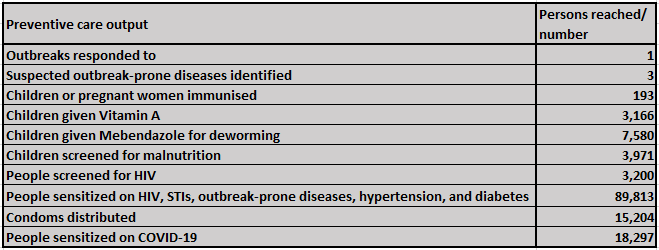 Preventive care output Persons reached/
number
Outbreaks responded to 1
Suspected outbreak-prone diseases identified 3
Children or pregnant women immunised 193
Children given Vitamin A 3,166
Children given Mebendazole for deworming 7,580
Children screened for malnutrition 3,971
People screened for HIV 3,200
People sensitized on HIV, STIs, outbreak-prone diseases, hypertension, and diabetes 89,813
Condoms distributed 15,204
People sensitized on COVID-19 18,297